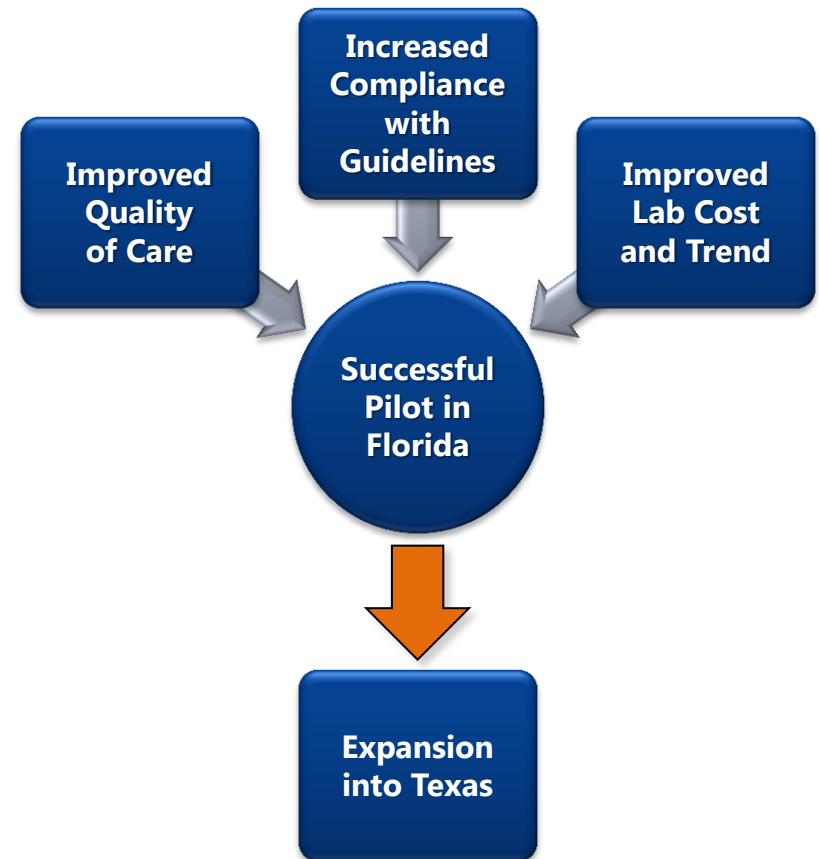 Increased
Compliance
with
Guidelines
Improved
Quality
of Care
Improved
Lab Cost
and Trend
Successful
Pilot in
Florida
Expansion
into Texas